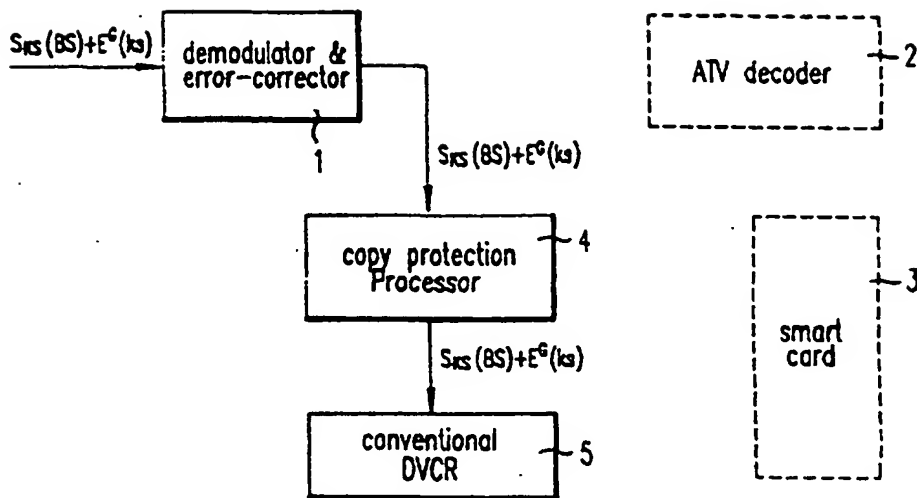 S_KS(BS)+E^G(ks)
demodulator &
error-corrector
1
ATV decoder
2
S_KS(BS)+E^G(ks)
copy protection
Processor
4
smart
card
3
S_KS(BS)+E^G(ks)
conventional
DVCR
5